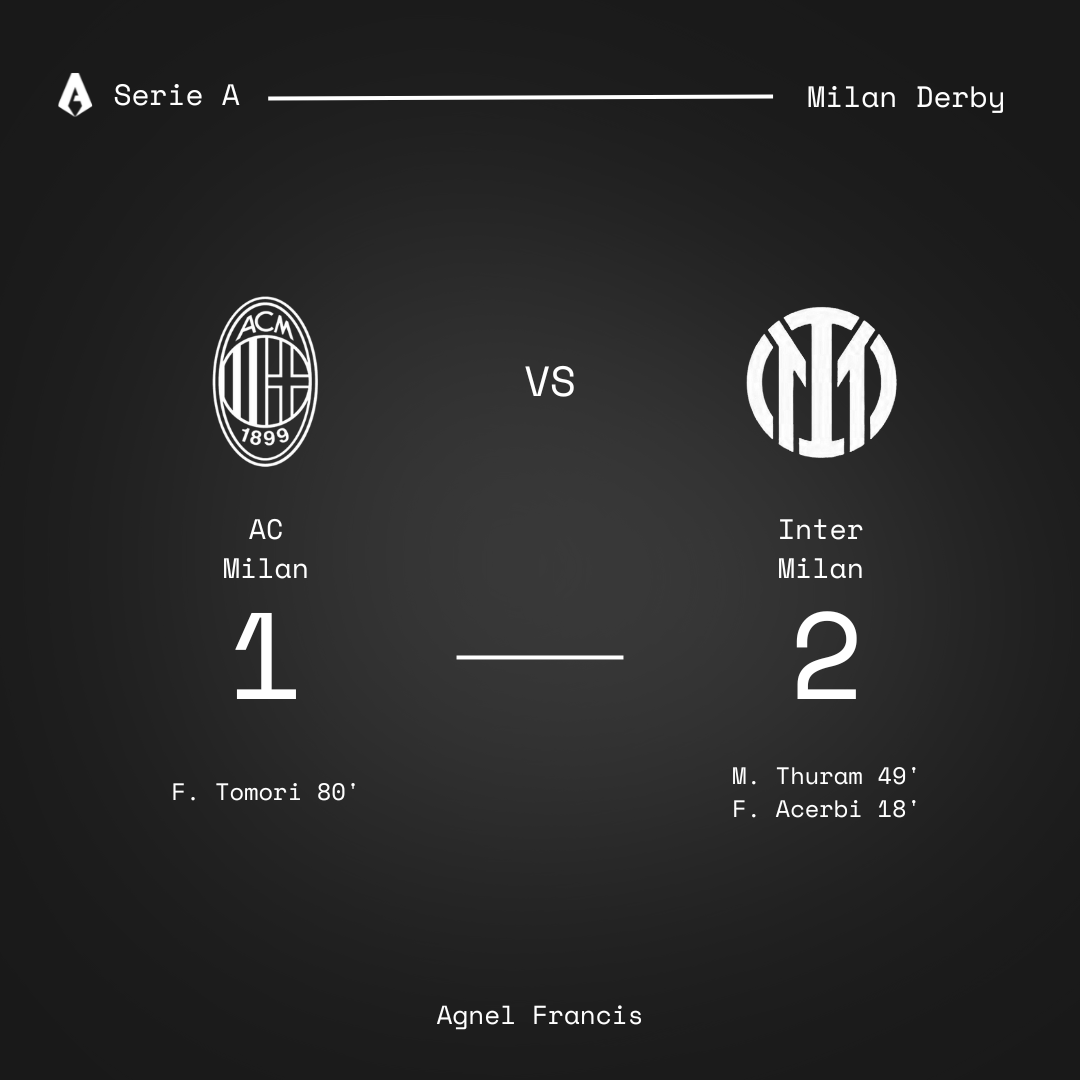 Serie A
Milan Derby
ACM
1899
VS
AC
Milan
Inter
Milan
1
2
F. Tomori 80'
M. Thuram 49'
F. Acerbi 18'
Agnel Francis